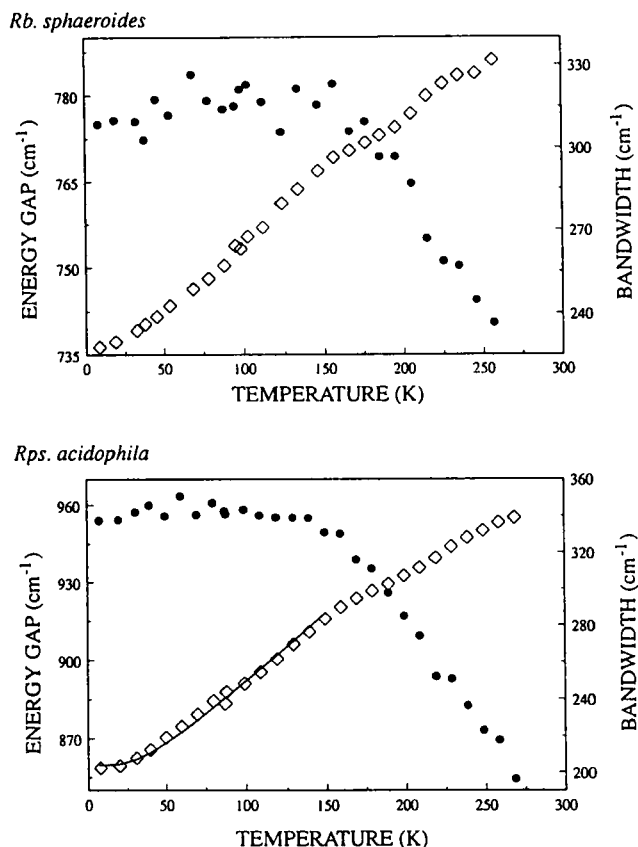 Rb. sphaeroides
780
765
750
735
ENERGY GAP (cm⁻¹)
330
300
270
240
BANDWIDTH (cm⁻¹)
0 50 100 150 200 250 300
TEMPERATURE (K)
Rps. acidophila
960
930
900
870
ENERGY GAP (cm⁻¹)
360
320
280
240
200
BANDWIDTH (cm⁻¹)
0 50 100 150 200 250 300
TEMPERATURE (K)